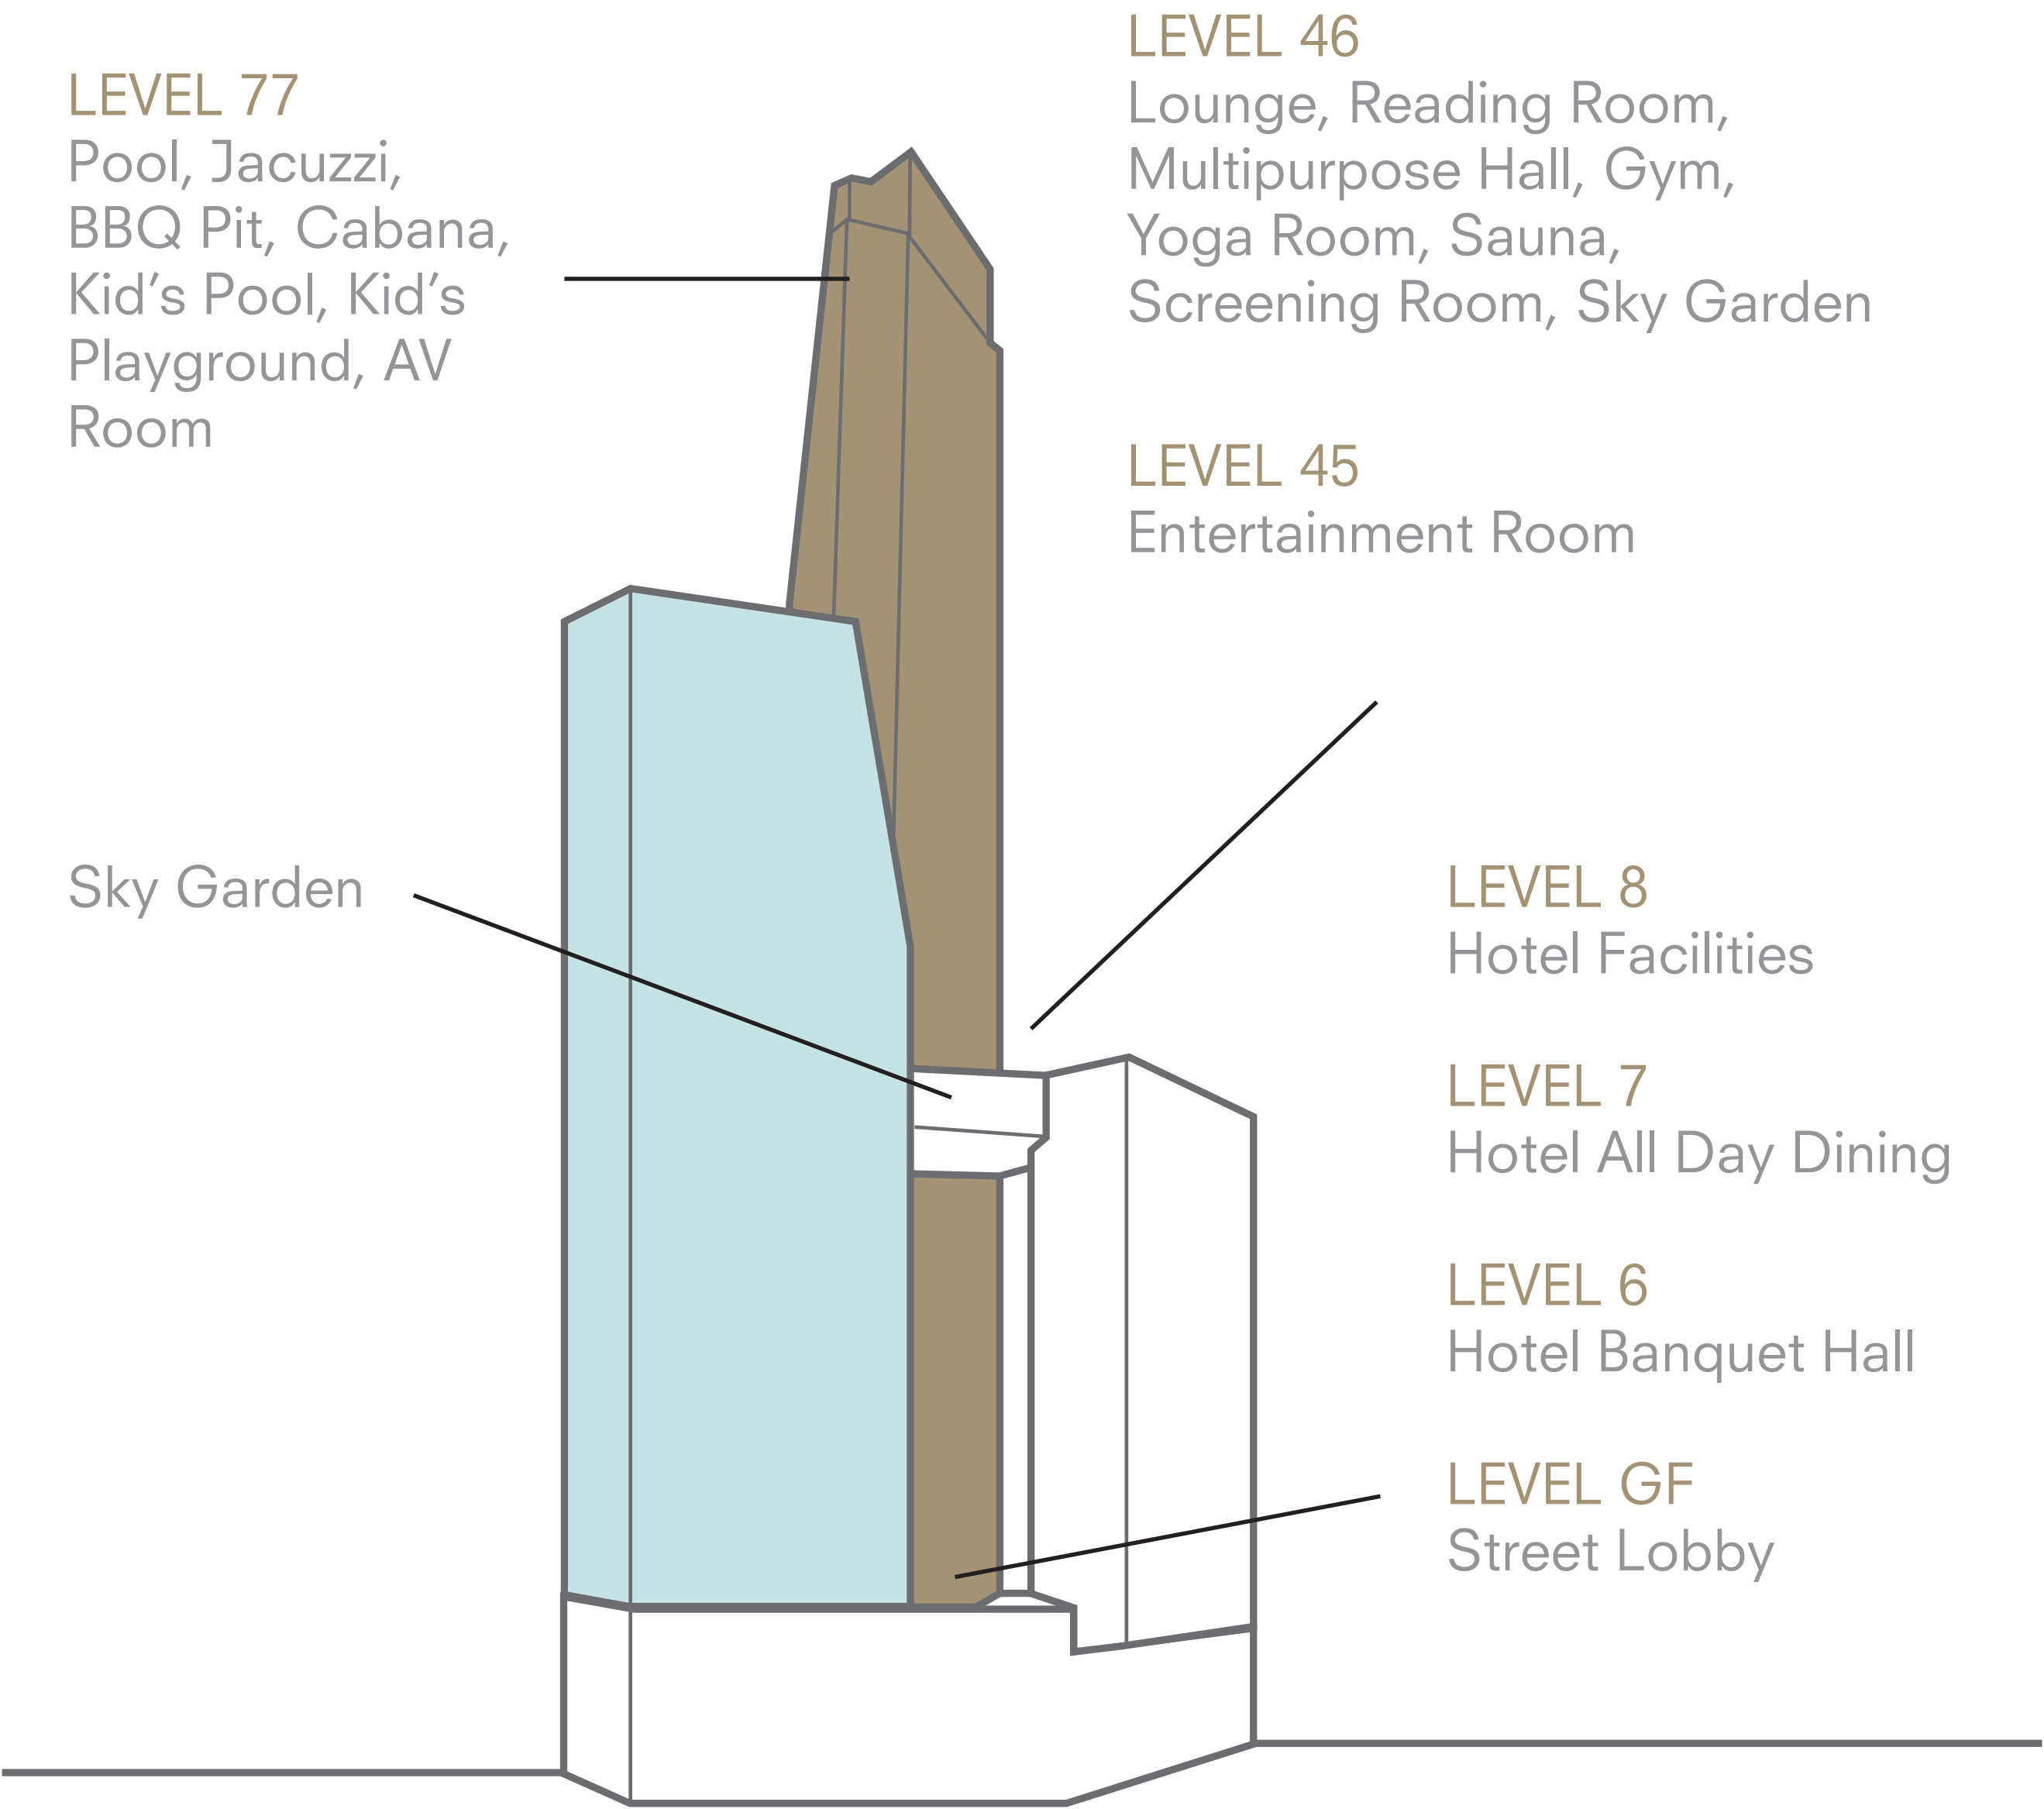 LEVEL 77
Pool, Jacuzzi,
BBQ Pit, Cabana,
Kid's Pool, Kid's
Playground, AV
Room
Sky Garden
LEVEL 46
Lounge, Reading Room,
Multipurpose Hall, Gym,
Yoga Room, Sauna,
Screening Room, Sky Garden
LEVEL 45
Entertainment Room
LEVEL 8
Hotel Facilities
LEVEL 7
Hotel All Day Dining
LEVEL 6
Hotel Banquet Hall
LEVEL GF
Street Lobby